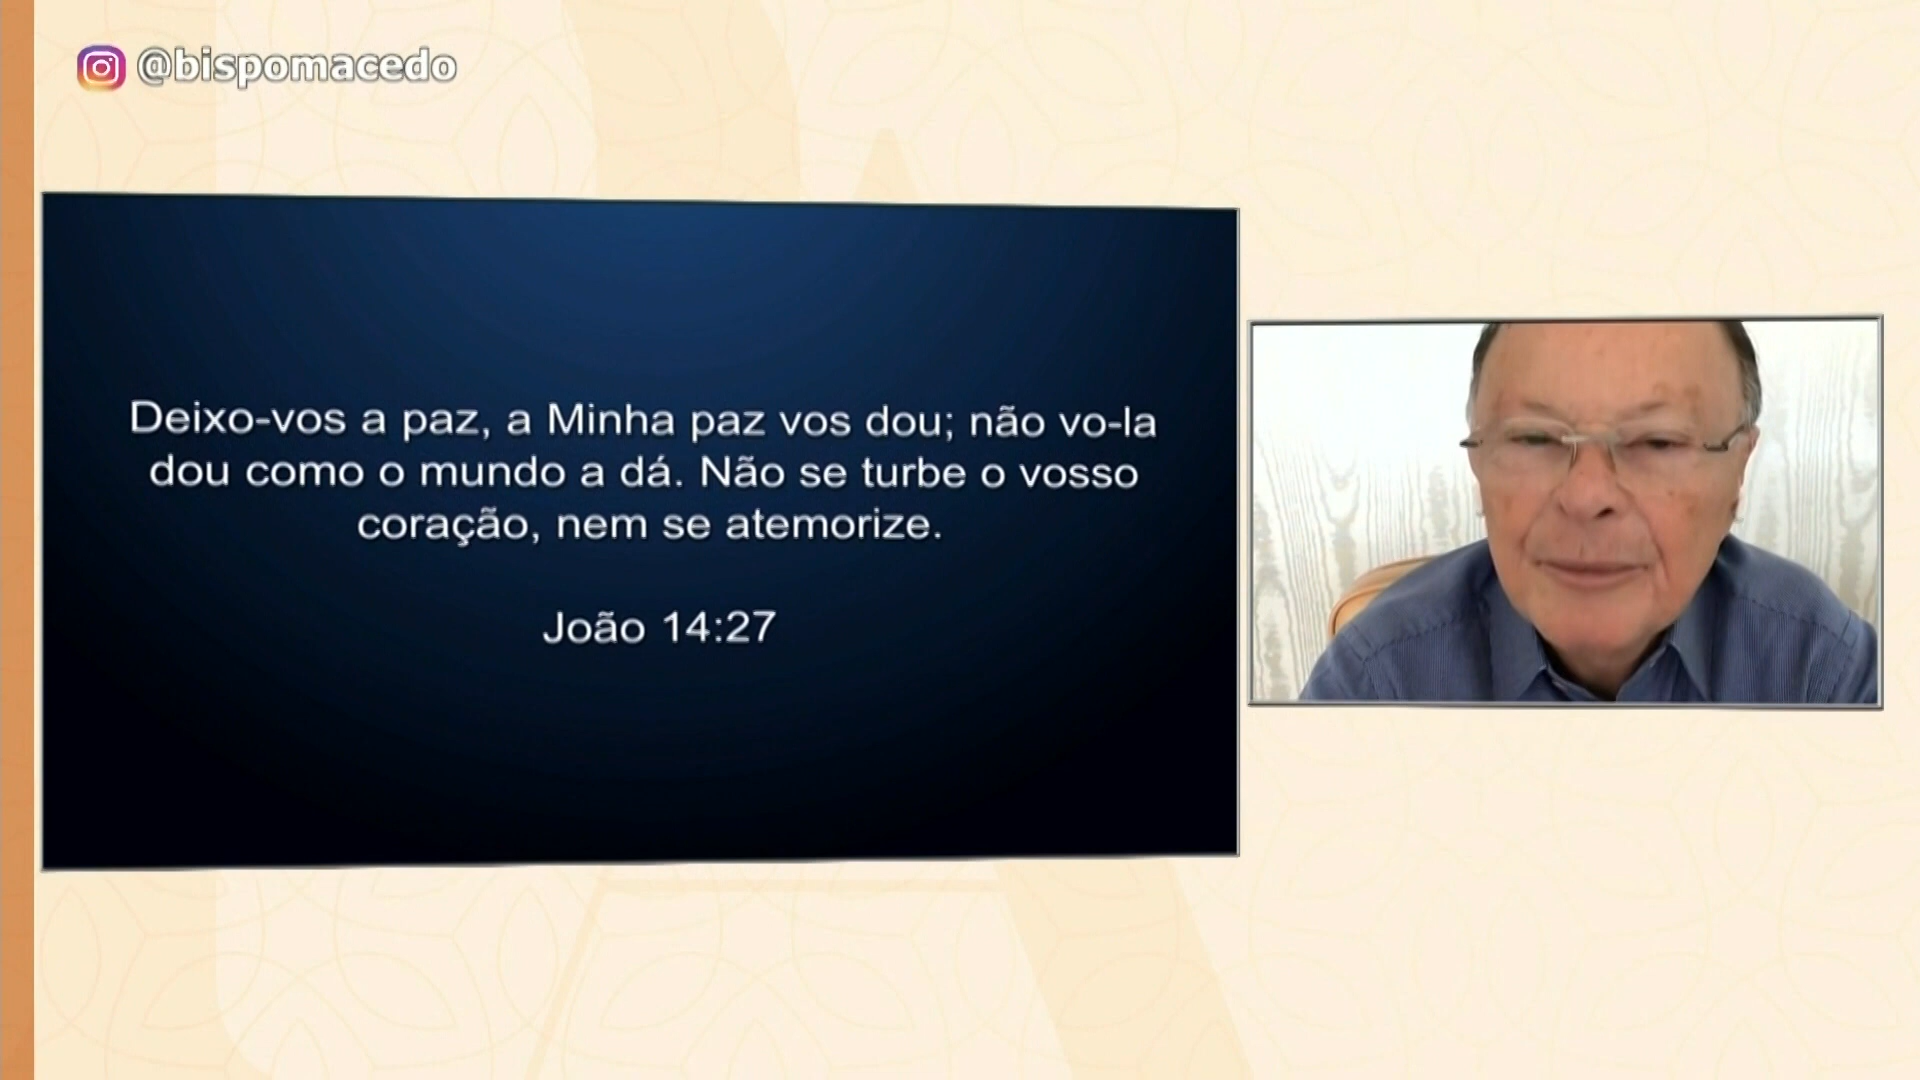 @bispomacedo
Deixo-vos a paz, a Minha paz vos dou; não vo-la
dou como o mundo a dá. Não se turbe o vosso
coração, nem se atemorize.
João 14:27